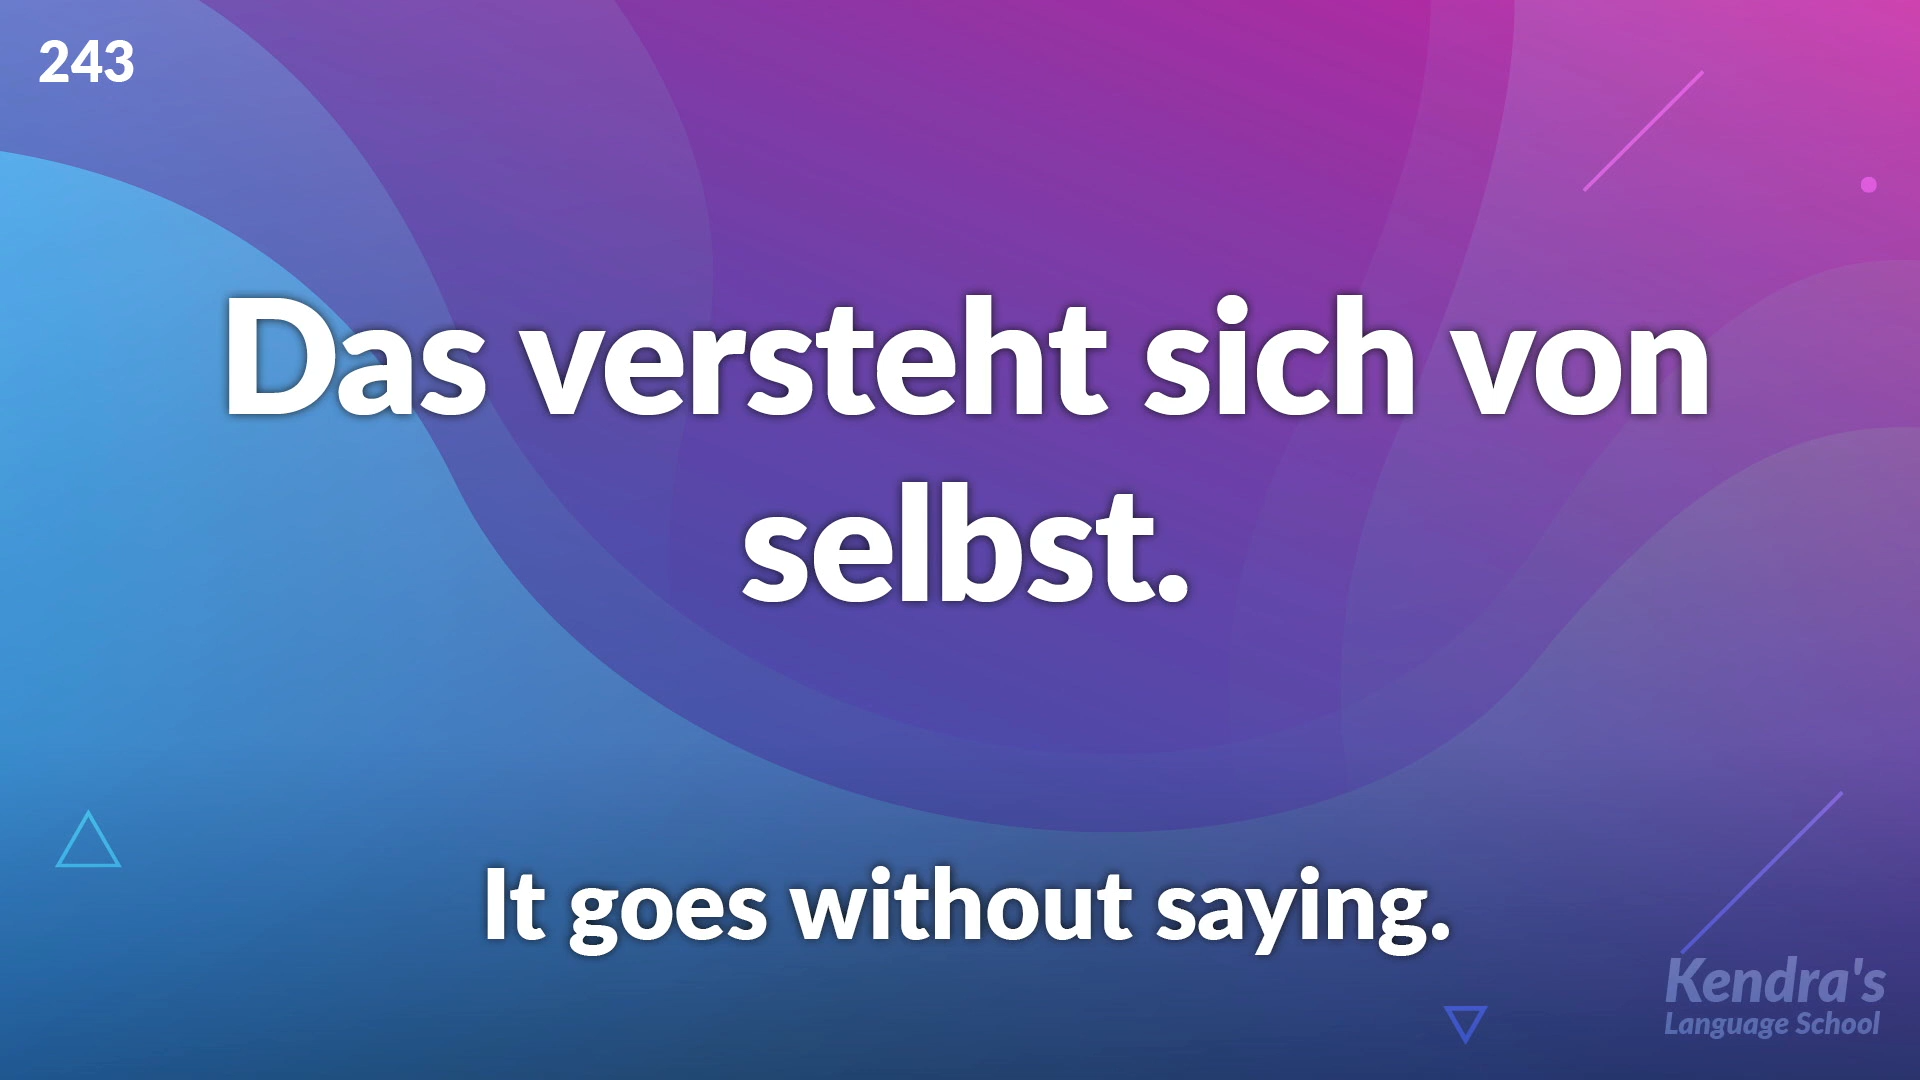 243
Das versteht sich von
selbst.
It goes without saying.
Kendra's
Language School